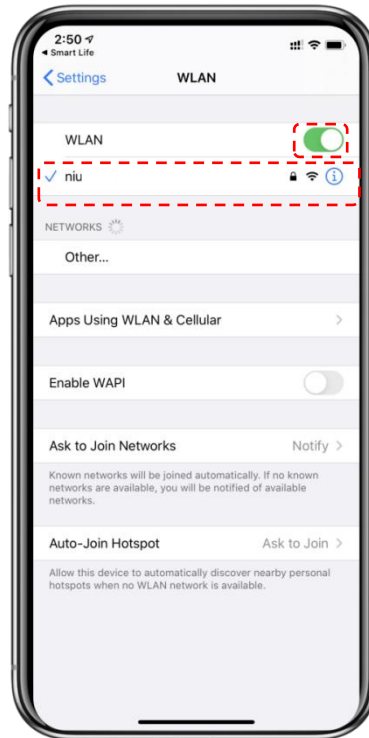 2:50
Smart Life
Settings
WLAN
WLAN
niu
NETWORKS
Other...
Apps Using WLAN & Cellular
Enable WAPI
Ask to Join Networks
Notify
Known networks will be joined automatically. If no known
networks are available, you will be notified of available
networks.
Auto-Join Hotspot
Ask to Join
Allow this device to automatically discover nearby personal
hotspots when no WLAN network is available.